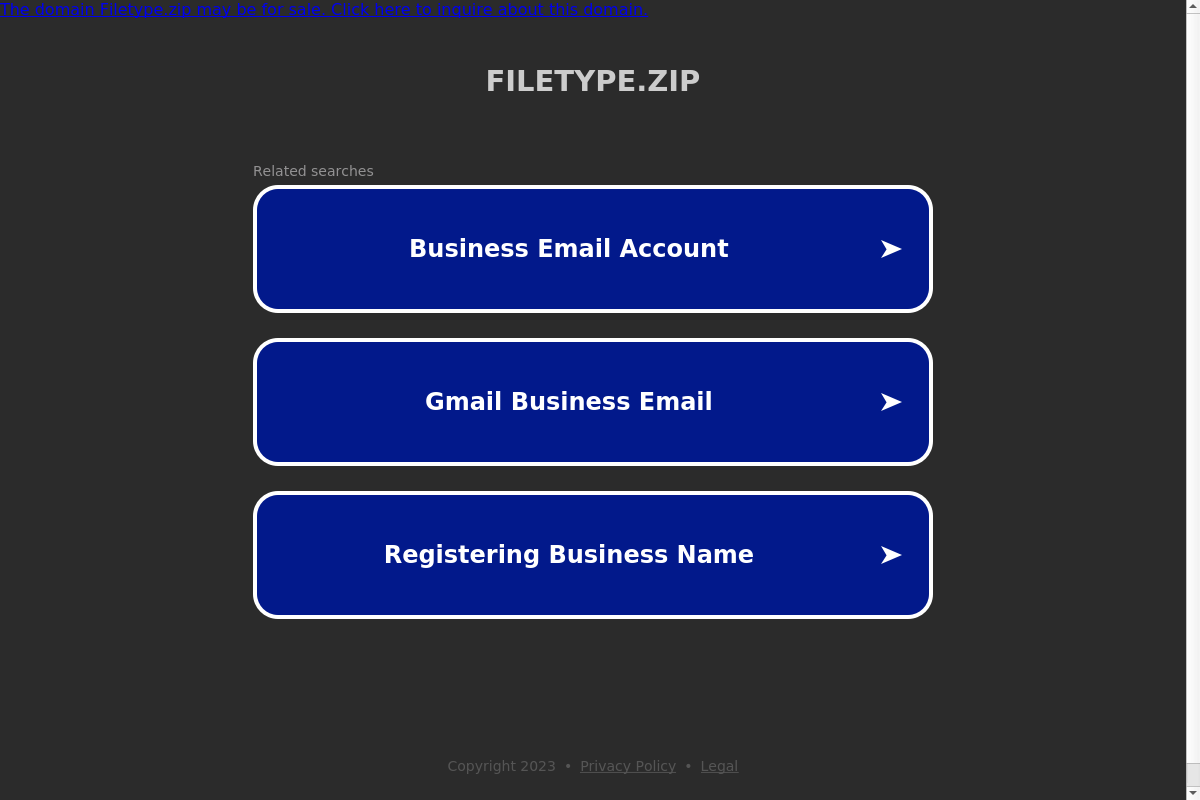 The domain Filetype.zip may be for sale. Click here to inquire about this domain.
FILETYPE.ZIP
Related searches
Business Email Account
Gmail Business Email
Registering Business Name
Copyright 2023 • Privacy Policy • Legal